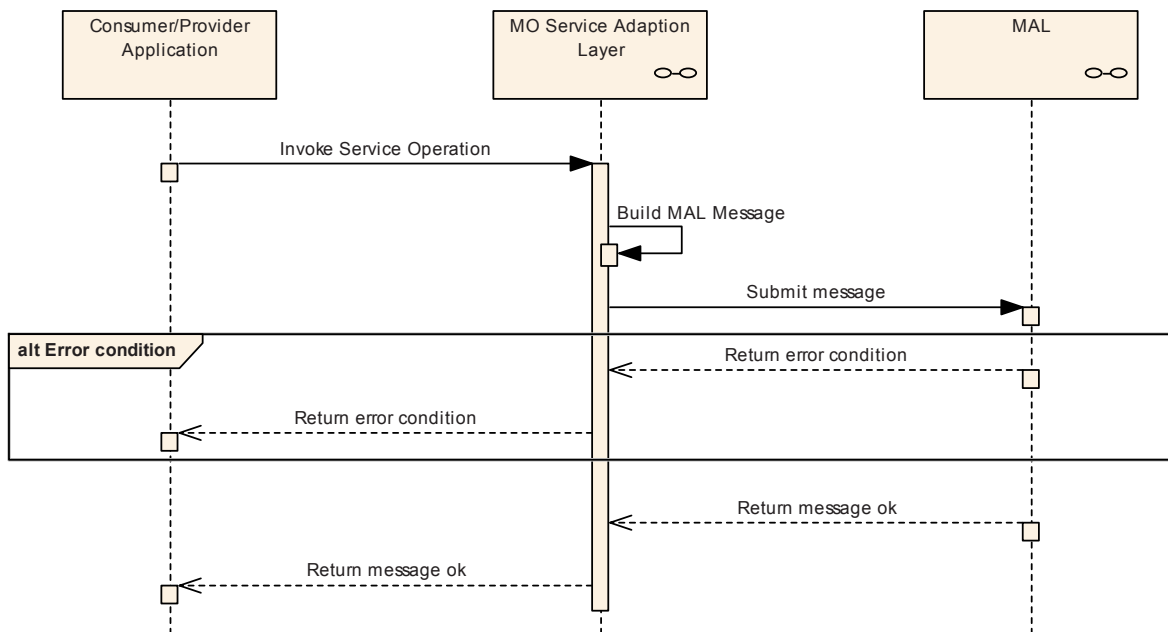 Consumer/Provider
Application
MO Service Adaption
Layer
MAL
Invoke Service Operation
Build MAL Message
Submit message
alt Error condition
Return error condition
Return error condition
Return message ok
Return message ok